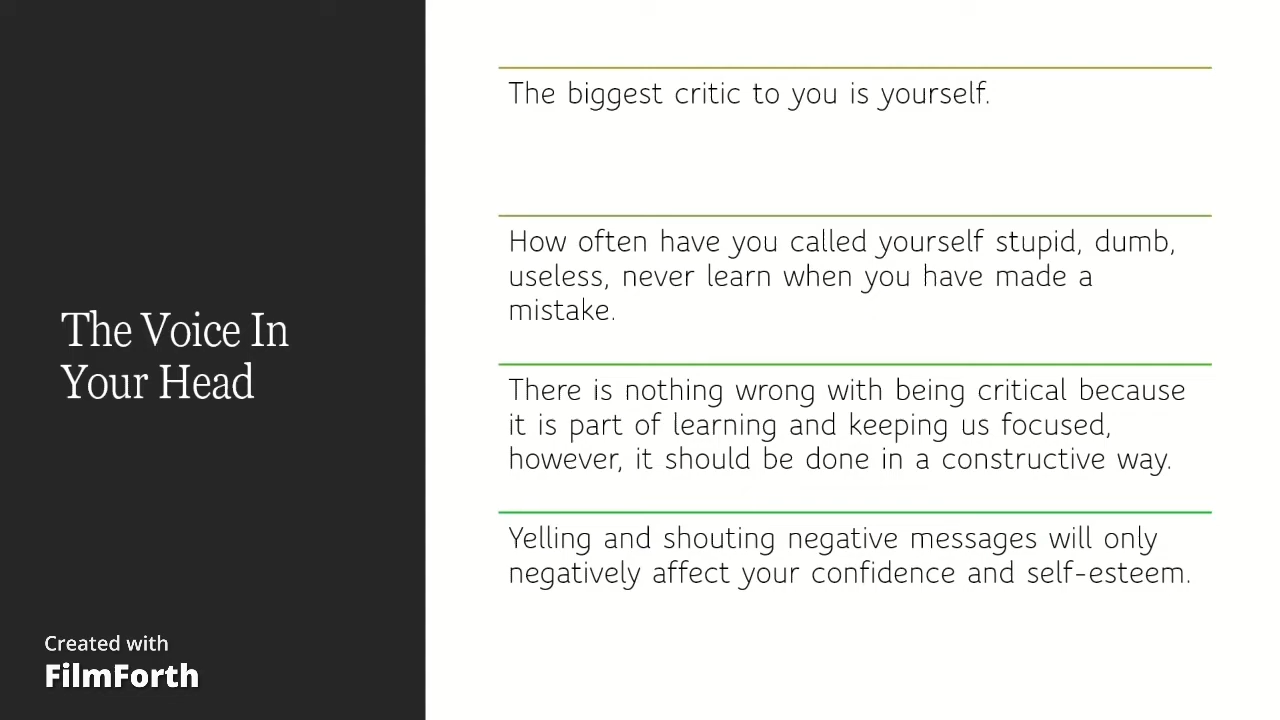 The Voice In
Your Head
The biggest critic to you is yourself.
How often have you called yourself stupid, dumb,
useless, never learn when you have made a
mistake.
There is nothing wrong with being critical because
it is part of learning and keeping us focused,
however, it should be done in a constructive way.
Yelling and shouting negative messages will only
negatively affect your confidence and self-esteem.
Created with
FilmForth